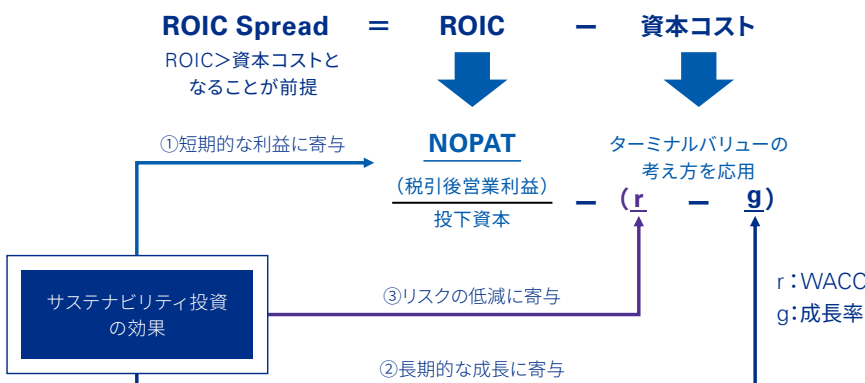 ROIC Spread = ROIC － 資本コスト
ROIC>資本コストと
なることが前提
①短期的な利益に寄与
NOPAT
(税引後営業利益)
投下資本
ターミナルバリューの
考え方を応用
－ (r － g)
サステナビリティ投資
の効果
③リスクの低減に寄与
r：WACC
g：成長率
②長期的な成長に寄与